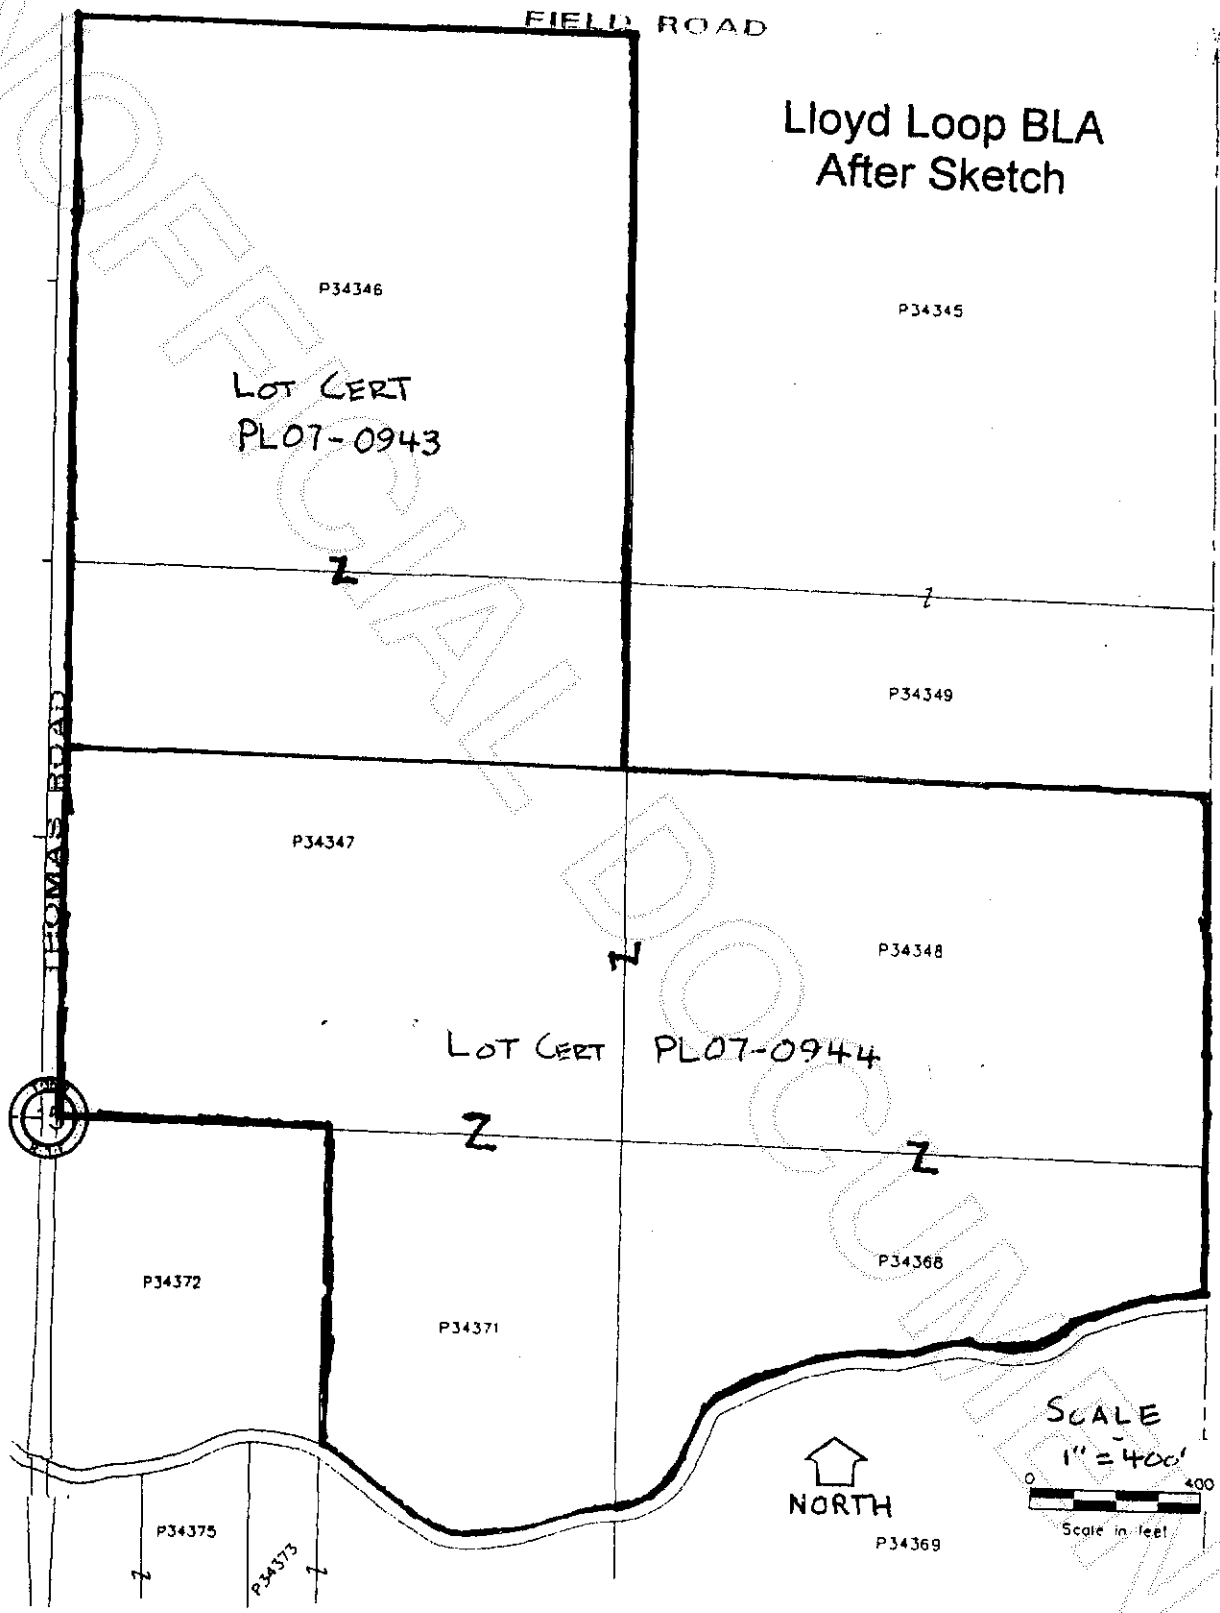 FIELD ROAD
Lloyd Loop BLA
After Sketch
P34346
P34345
LOT CERT
PL07-0943
P34349
THOMAS ROAD
P34347
P34348
LOT CERT PL07-0944
P34368
P34372
P34371
SCALE
1" = 400'
0 400
Scale in feet
NORTH
P34375
P34373
P34369
UNOFFICIAL DOCUMENT